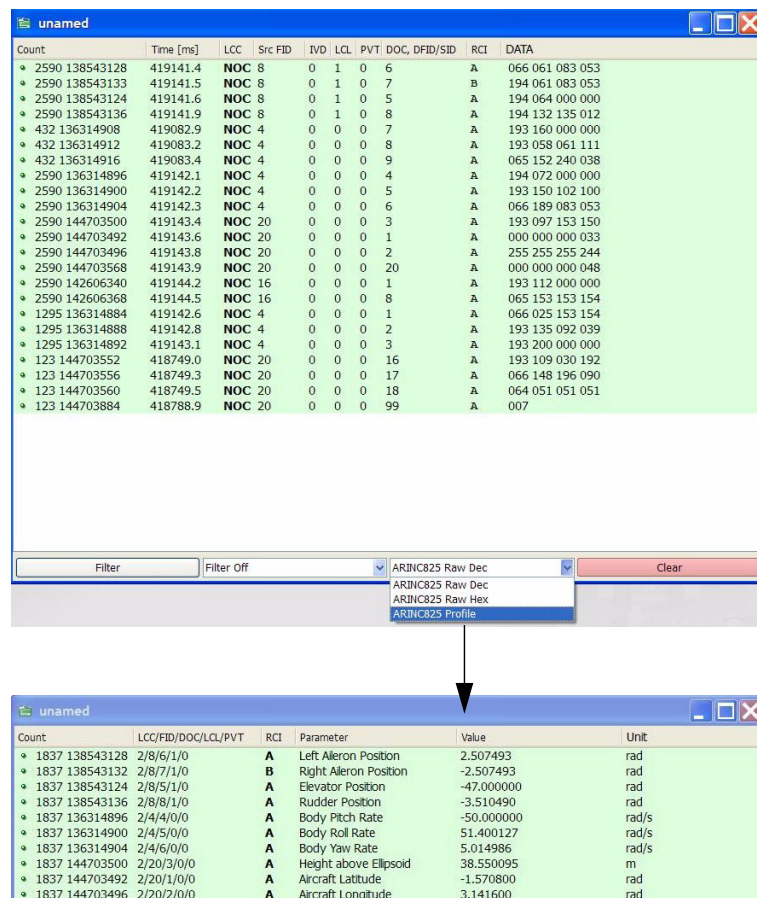 unamed
Count Time [ms] LCC Src FID IVD LCL PVT DOC, DFID/SID RCI DATA
2590 138543128 419141.4 NOC 8 0 1 0 6 A 066 061 083 053
2590 138543133 419141.5 NOC 8 0 1 0 7 B 194 061 083 053
2590 138543124 419141.6 NOC 8 0 1 0 5 A 194 064 000 000
2590 138543136 419141.9 NOC 8 0 1 0 8 A 194 132 135 012
432 136314908 419082.9 NOC 4 0 0 0 7 A 193 160 000 000
432 136314912 419083.2 NOC 4 0 0 0 8 A 193 058 061 111
432 136314916 419083.4 NOC 4 0 0 0 9 A 065 152 240 038
2590 136314896 419142.1 NOC 4 0 0 0 4 A 194 072 000 000
2590 136314900 419142.2 NOC 4 0 0 0 5 A 193 150 102 100
2590 136314904 419142.3 NOC 4 0 0 0 6 A 066 189 083 053
2590 144703500 419143.4 NOC 20 0 0 0 3 A 193 097 153 150
2590 144703492 419143.6 NOC 20 0 0 0 1 A 000 000 000 033
2590 144703496 419143.8 NOC 20 0 0 0 2 A 255 255 255 244
2590 144703568 419143.9 NOC 20 0 0 0 20 A 000 000 000 048
2590 142606340 419144.2 NOC 16 0 0 0 1 A 193 112 000 000
2590 142606368 419144.5 NOC 16 0 0 0 8 A 065 153 153 154
1295 136314884 419142.6 NOC 4 0 0 0 1 A 066 025 153 154
1295 136314888 419142.8 NOC 4 0 0 0 2 A 193 135 092 039
1295 136314892 419143.1 NOC 4 0 0 0 3 A 193 200 000 000
123 144703552 418749.0 NOC 20 0 0 0 16 A 193 109 030 192
123 144703556 418749.3 NOC 20 0 0 0 17 A 066 148 196 090
123 144703560 418749.5 NOC 20 0 0 0 18 A 064 051 051 051
123 144703884 418788.9 NOC 20 0 0 0 99 A 007
Filter Filter Off ARINC825 Raw Dec Clear
ARINC825 Raw Dec
ARINC825 Raw Hex
ARINC825 Profile
unamed
Count LCC/FID/DOC/LCL/PVT RCI Parameter Value Unit
1837 138543128 2/8/6/1/0 A Left Aileron Position 2.507493 rad
1837 138543132 2/8/7/1/0 B Right Aileron Position -2.507493 rad
1837 138543124 2/8/5/1/0 A Elevator Position -47.000000 rad
1837 138543136 2/8/8/1/0 A Rudder Position -3.510490 rad
1837 136314896 2/4/4/0/0 A Body Pitch Rate -50.000000 rad/s
1837 136314900 2/4/5/0/0 A Body Roll Rate 51.400127 rad/s
1837 136314904 2/4/6/0/0 A Body Yaw Rate 5.014986 rad/s
1837 144703500 2/20/3/0/0 A Height above Ellipsoid 38.550095 m
1837 144703492 2/20/1/0/0 A Aircraft Latitude -1.570800 rad
1837 144703496 2/20/2/0/0 A Aircraft Longitude 3.141600 rad